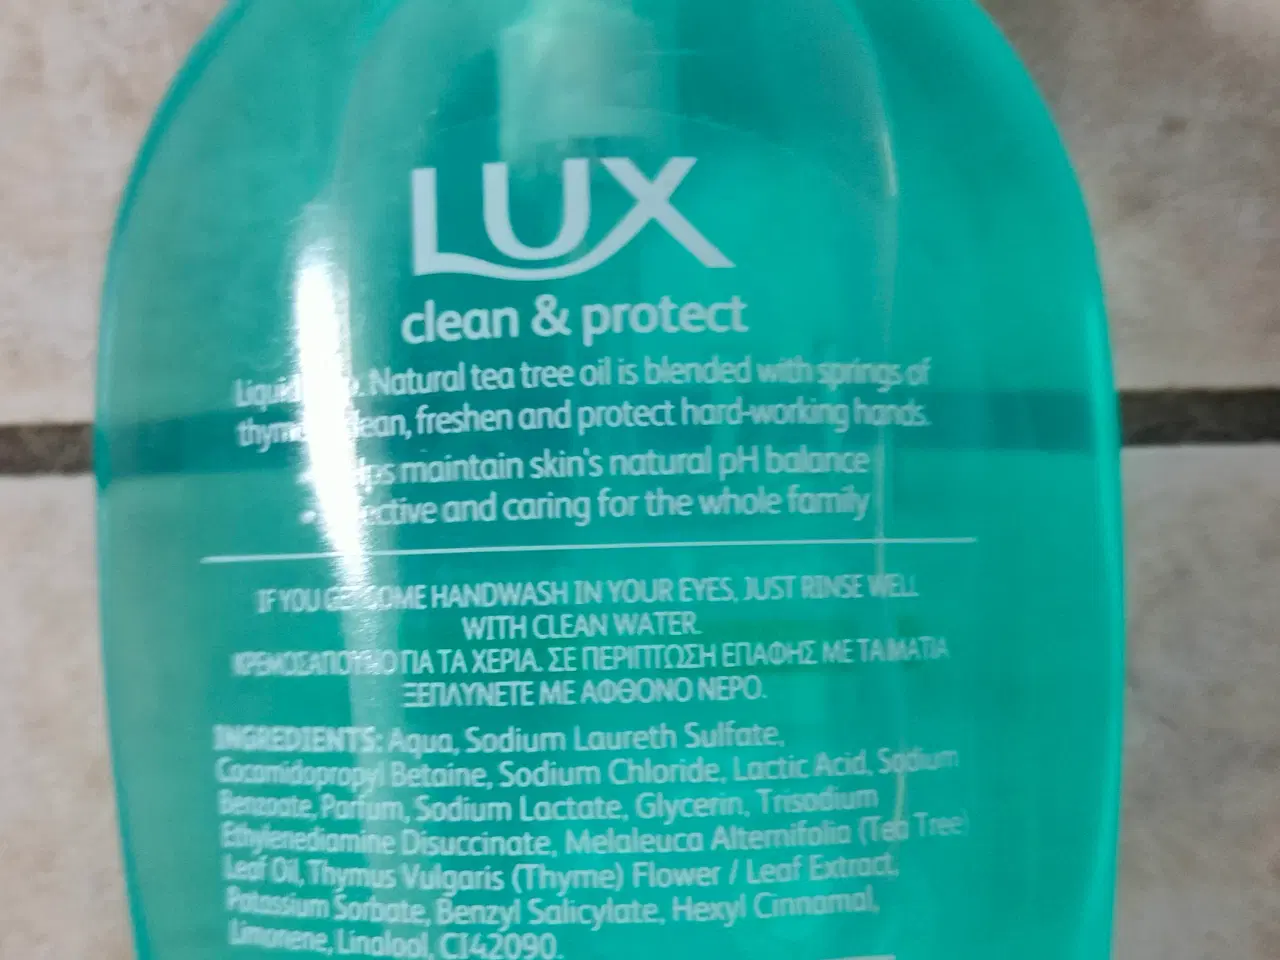 LUX
clean & protect
Natural tea tree oil is blended with springs of
clean, freshen and protect hard-working hands.
maintain skin's natural pH balance
and caring for the whole family
IF YOU GET SOME HANDWASH IN YOUR EYES, JUST RINSE WELL
WITH CLEAN WATER.
ΓΙΑ ΤΑ ΧΕΡΙΑ. ΣΕ ΠΕΡΙΠΤΩΣΗ ΕΠΑΦΗΣ ΜΕ ΤΑ ΜΑΤΙΑ
ΞΕΠΛΥΝΕΤΕ ΜΕ ΑΦΘΟΝΟ ΝΕΡΟ.
INGREDIENTS: Aqua, Sodium Laureth Sulfate,
Cocamidopropyl Betaine, Sodium Chloride, Lactic Acid, Sodium
Benzoate, Parfum, Sodium Lactate, Glycerin, Trisodium
Ethylenediamine Disuccinate, Melaleuca Alternifolia (Tea Tree)
Leaf Oil, Thymus Vulgaris (Thyme) Flower / Leaf Extract,
Potassium Sorbate, Benzyl Salicylate, Hexyl Cinnamal,
Limonene, Linalool, CI42090.